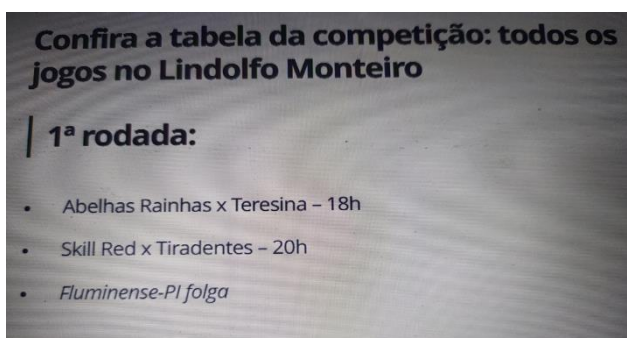 Confira a tabela da competição: todos os
jogos no Lindolfo Monteiro
1ª rodada:
• Abelhas Rainhas x Teresina – 18h
• Skill Red x Tiradentes – 20h
• Fluminense-PI folga